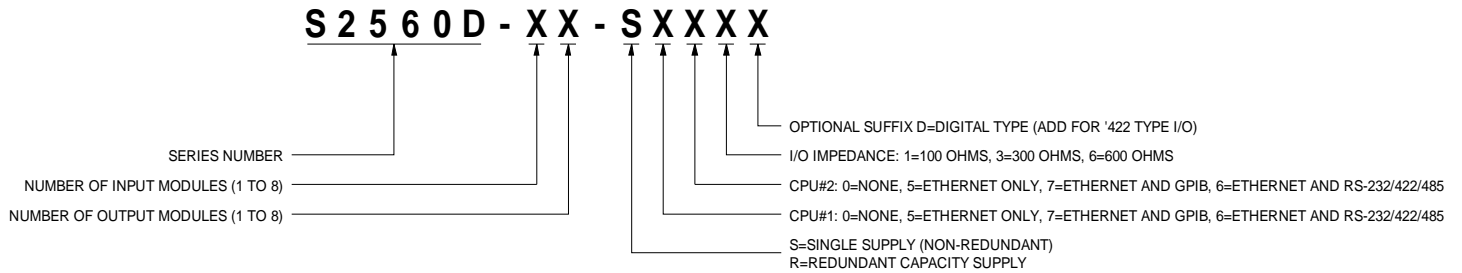 S2560D-XX-SXXXX
OPTIONAL SUFFIX D=DIGITAL TYPE (ADD FOR '422 TYPE I/O)
SERIES NUMBER
I/O IMPEDANCE: 1=100 OHMS, 3=300 OHMS, 6=600 OHMS
NUMBER OF INPUT MODULES (1 TO 8)
CPU#2: 0=NONE, 5=ETHERNET ONLY, 7=ETHERNET AND GPIB, 6=ETHERNET AND RS-232/422/485
NUMBER OF OUTPUT MODULES (1 TO 8)
CPU#1: 0=NONE, 5=ETHERNET ONLY, 7=ETHERNET AND GPIB, 6=ETHERNET AND RS-232/422/485
S=SINGLE SUPPLY (NON-REDUNDANT)
R=REDUNDANT CAPACITY SUPPLY